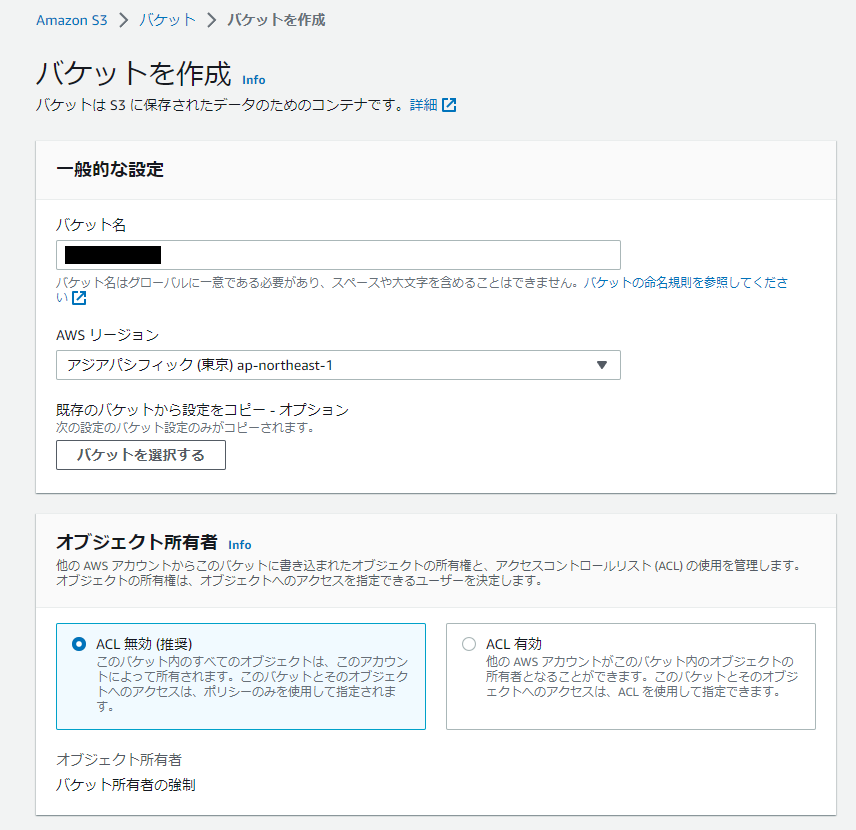 Amazon S3 > バケット > バケットを作成
バケットを作成 Info
バケットは S3 に保存されたデータのためのコンテナです。詳細
一般的な設定
バケット名
バケット名はグローバルに一意である必要があり、スペースや大文字を含めることはできません。バケットの命名規則を参照してくださ
い
AWS リージョン
アジアパシフィック (東京) ap-northeast-1
既存のバケットから設定をコピー - オプション
次の設定のバケット設定のみがコピーされます。
バケットを選択する
オブジェクト所有者 Info
他の AWS アカウントからこのバケットに書き込まれたオブジェクトの所有権と、アクセスコントロールリスト (ACL) の使用を管理します。
オブジェクトの所有権は、オブジェクトへのアクセスを指定できるユーザーを決定します。
ACL 無効 (推奨)
このバケット内のすべてのオブジェクトは、このアカウン
トによって所有されます。このバケットとそのオブジェク
トへのアクセスは、ポリシーのみを使用して指定されま
す。
ACL 有効
他の AWS アカウントがこのバケット内のオブジェクトの
所有者となることができます。このバケットとそのオブジ
ェクトへのアクセスは、ACL を使用して指定できます。
オブジェクト所有者
バケット所有者の強制